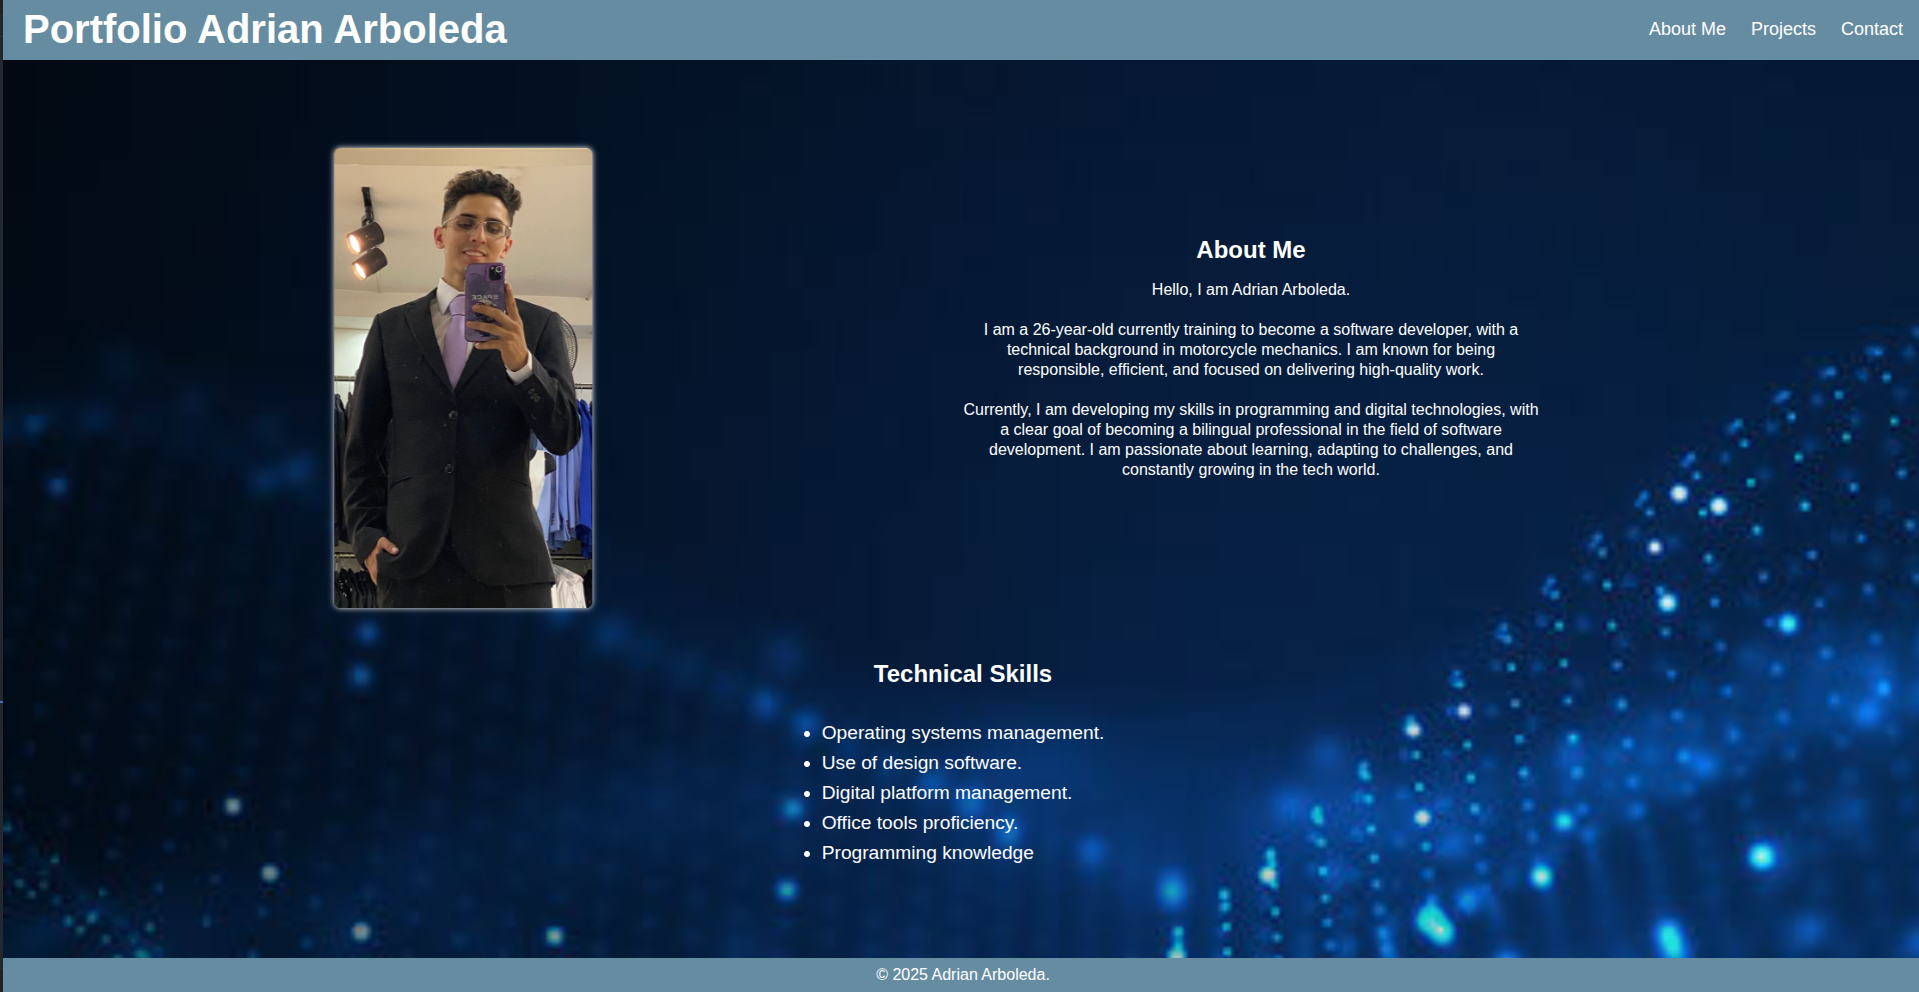 Portfolio Adrian Arboleda
About Me Projects Contact
About Me
Hello, I am Adrian Arboleda.
I am a 26-year-old currently training to become a software developer, with a
technical background in motorcycle mechanics. I am known for being
responsible, efficient, and focused on delivering high-quality work.
Currently, I am developing my skills in programming and digital technologies, with
a clear goal of becoming a bilingual professional in the field of software
development. I am passionate about learning, adapting to challenges, and
constantly growing in the tech world.
Technical Skills
• Operating systems management.
• Use of design software.
• Digital platform management.
• Office tools proficiency.
• Programming knowledge
© 2025 Adrian Arboleda.